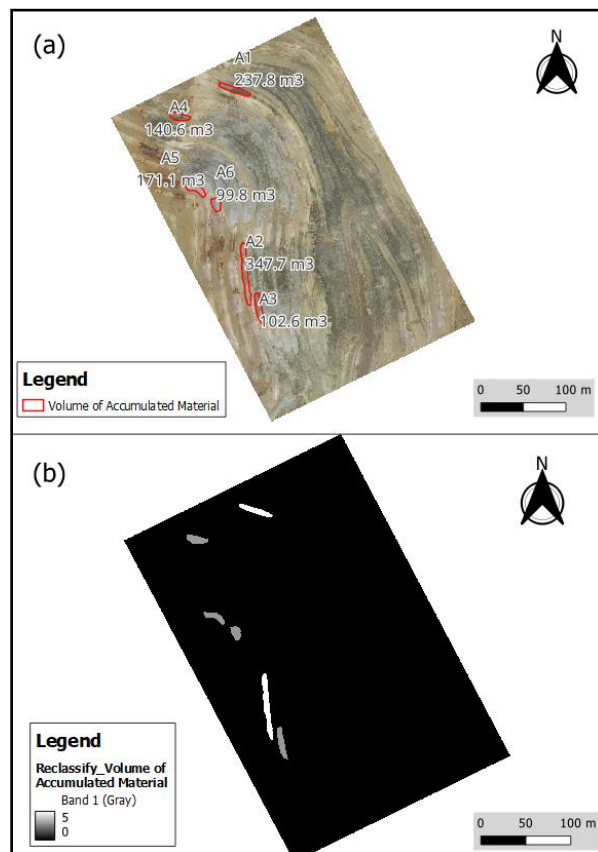 (a)
N
A1
237.8 m3
A4
140.6 m3
A5
171.1 m3
A6
99.8 m3
A2
347.7 m3
A3
102.6 m3
Legend
Volume of Accumulated Material
0 50 100 m
(b)
N
Legend
Reclassify_Volume of
Accumulated Material
Band 1 (Gray)
5
0
0 50 100 m